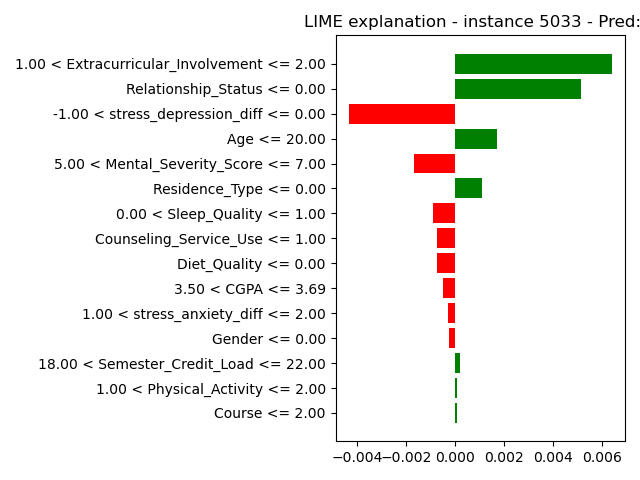 LIME explanation - instance 5033 - Pred:
1.00 < Extracurricular_Involvement <= 2.00
Relationship_Status <= 0.00
-1.00 < stress_depression_diff <= 0.00
Age <= 20.00
5.00 < Mental_Severity_Score <= 7.00
Residence_Type <= 0.00
0.00 < Sleep_Quality <= 1.00
Counseling_Service_Use <= 1.00
Diet_Quality <= 0.00
3.50 < CGPA <= 3.69
1.00 < stress_anxiety_diff <= 2.00
Gender <= 0.00
18.00 < Semester_Credit_Load <= 22.00
1.00 < Physical_Activity <= 2.00
Course <= 2.00
−0.004 −0.002 0.000 0.002 0.004 0.006